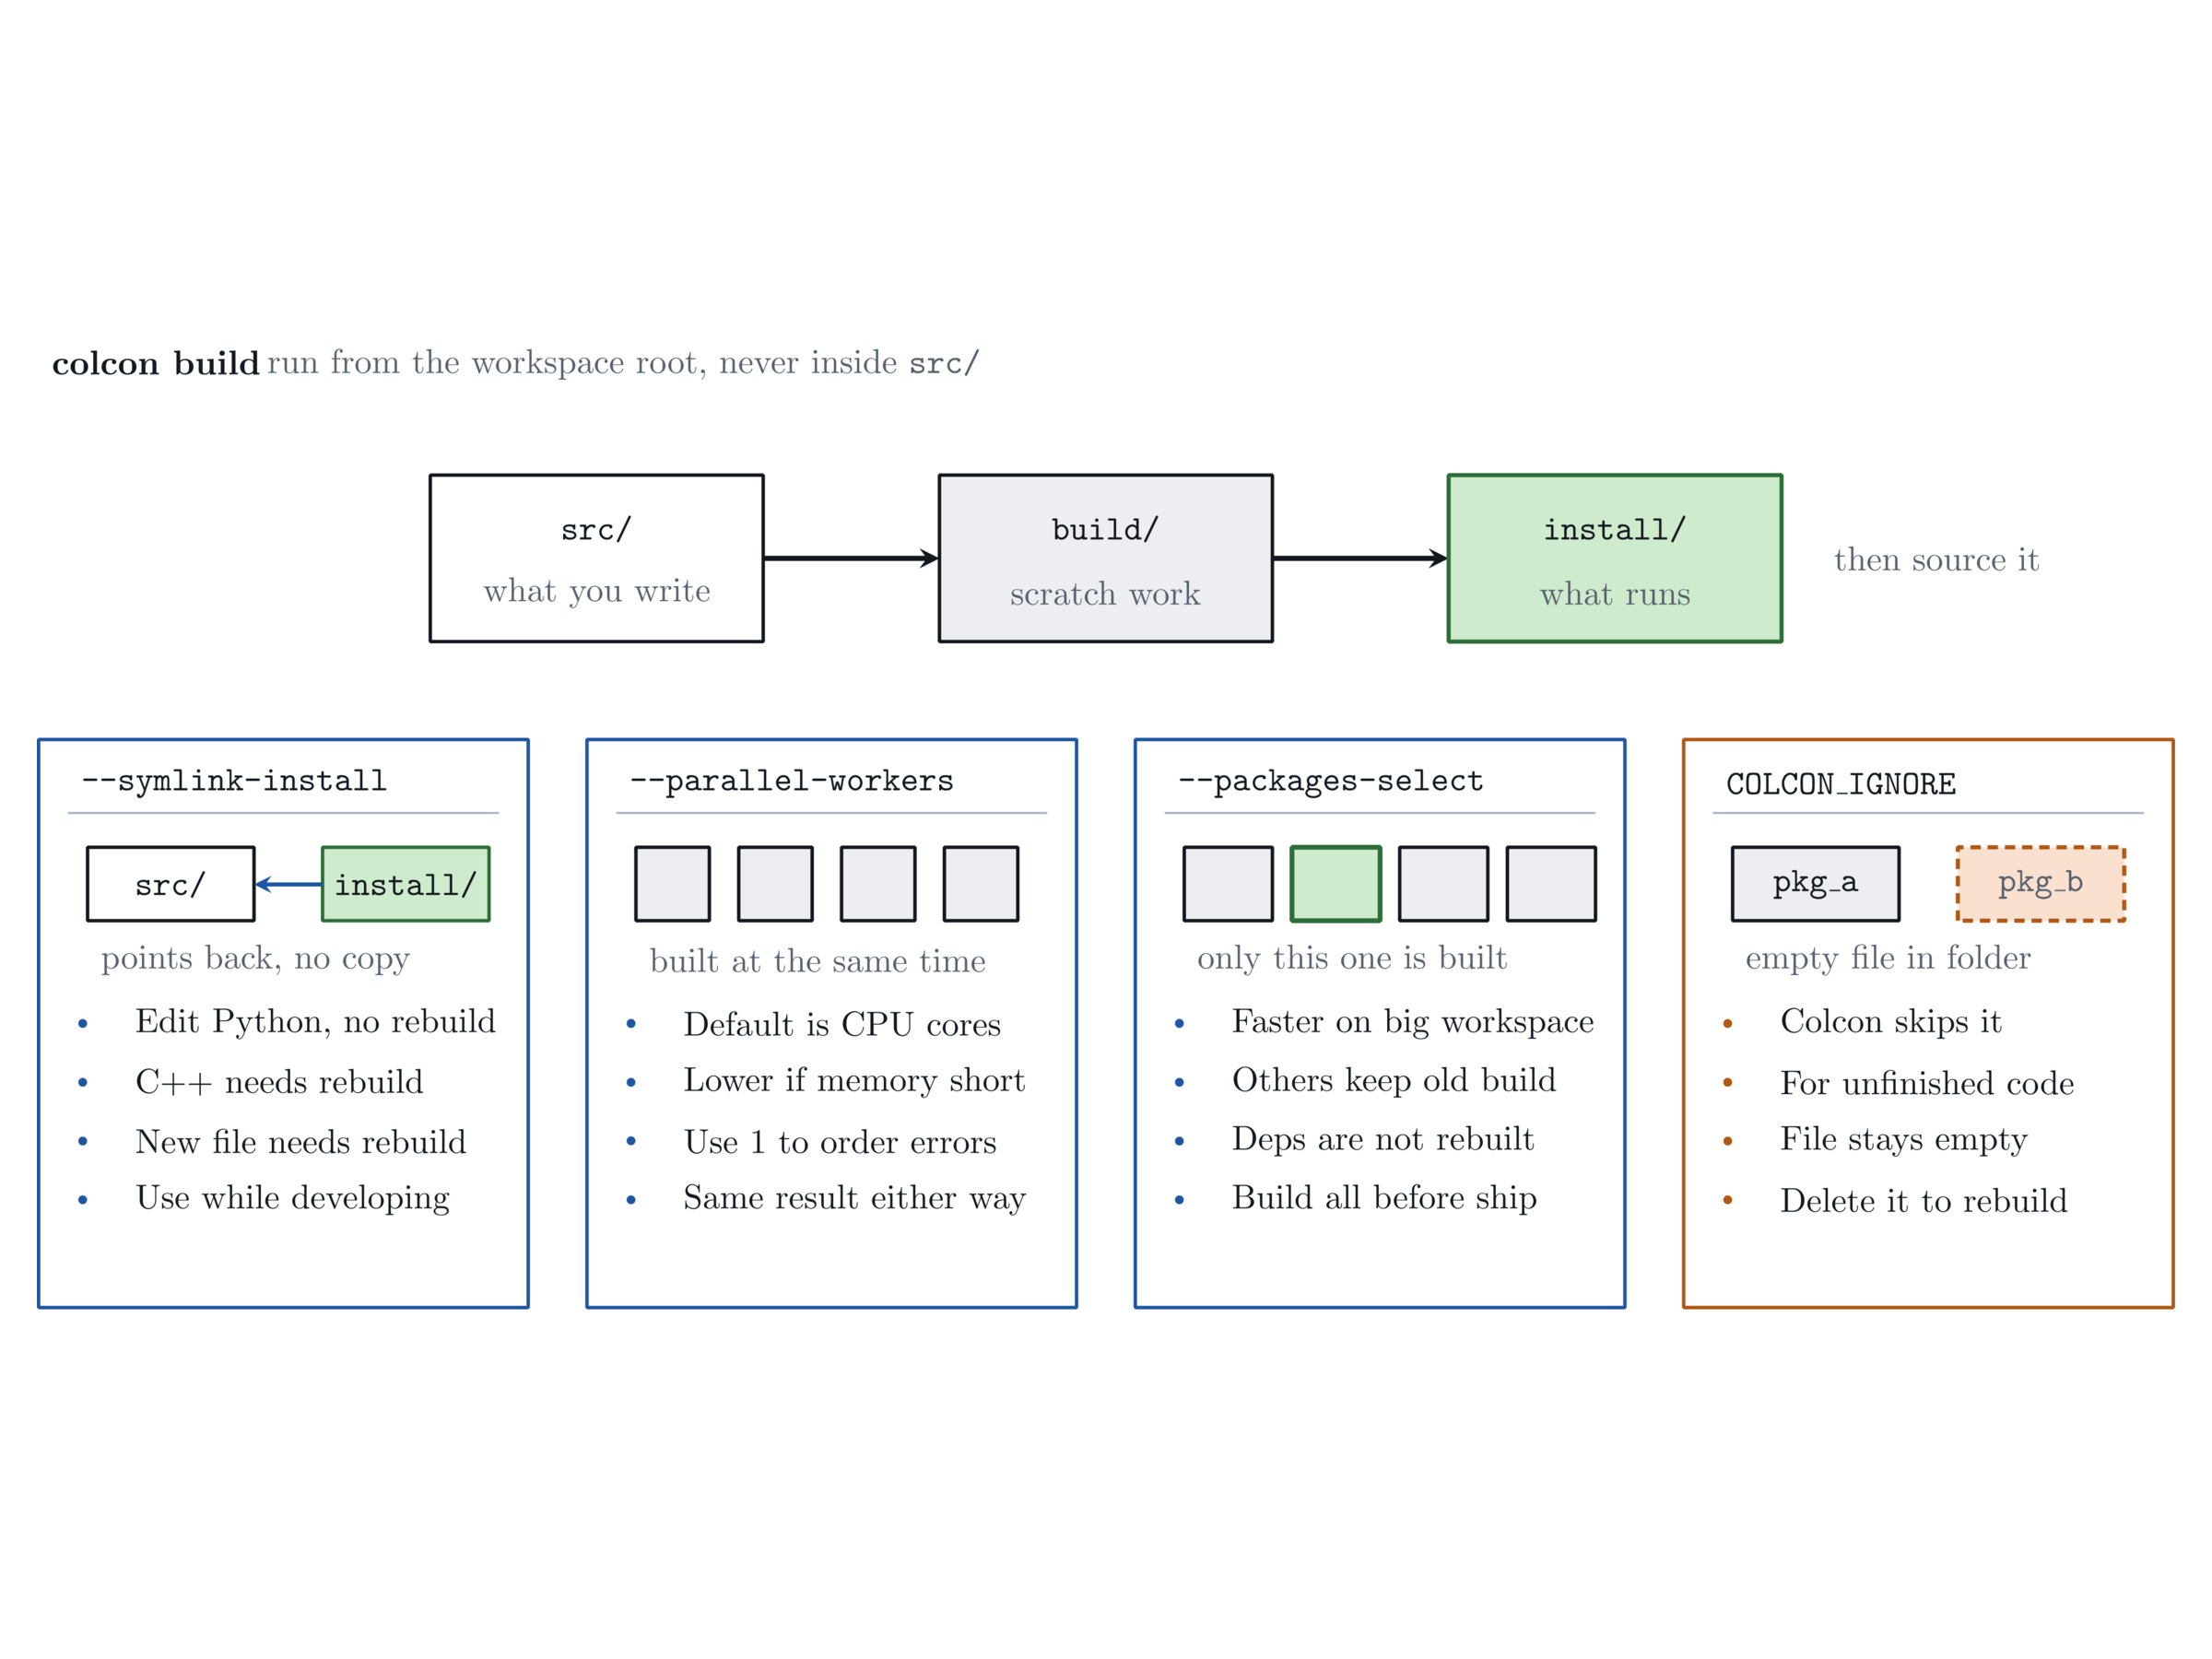 colcon build run from the workspace root, never inside src/
src/
what you write
build/
scratch work
install/
what runs
then source it
--symlink-install
src/
install/
points back, no copy
• Edit Python, no rebuild
• C++ needs rebuild
• New file needs rebuild
• Use while developing
--parallel-workers
built at the same time
• Default is CPU cores
• Lower if memory short
• Use 1 to order errors
• Same result either way
--packages-select
only this one is built
• Faster on big workspace
• Others keep old build
• Deps are not rebuilt
• Build all before ship
COLCON_IGNORE
pkg_a
pkg_b
empty file in folder
• Colcon skips it
• For unfinished code
• File stays empty
• Delete it to rebuild